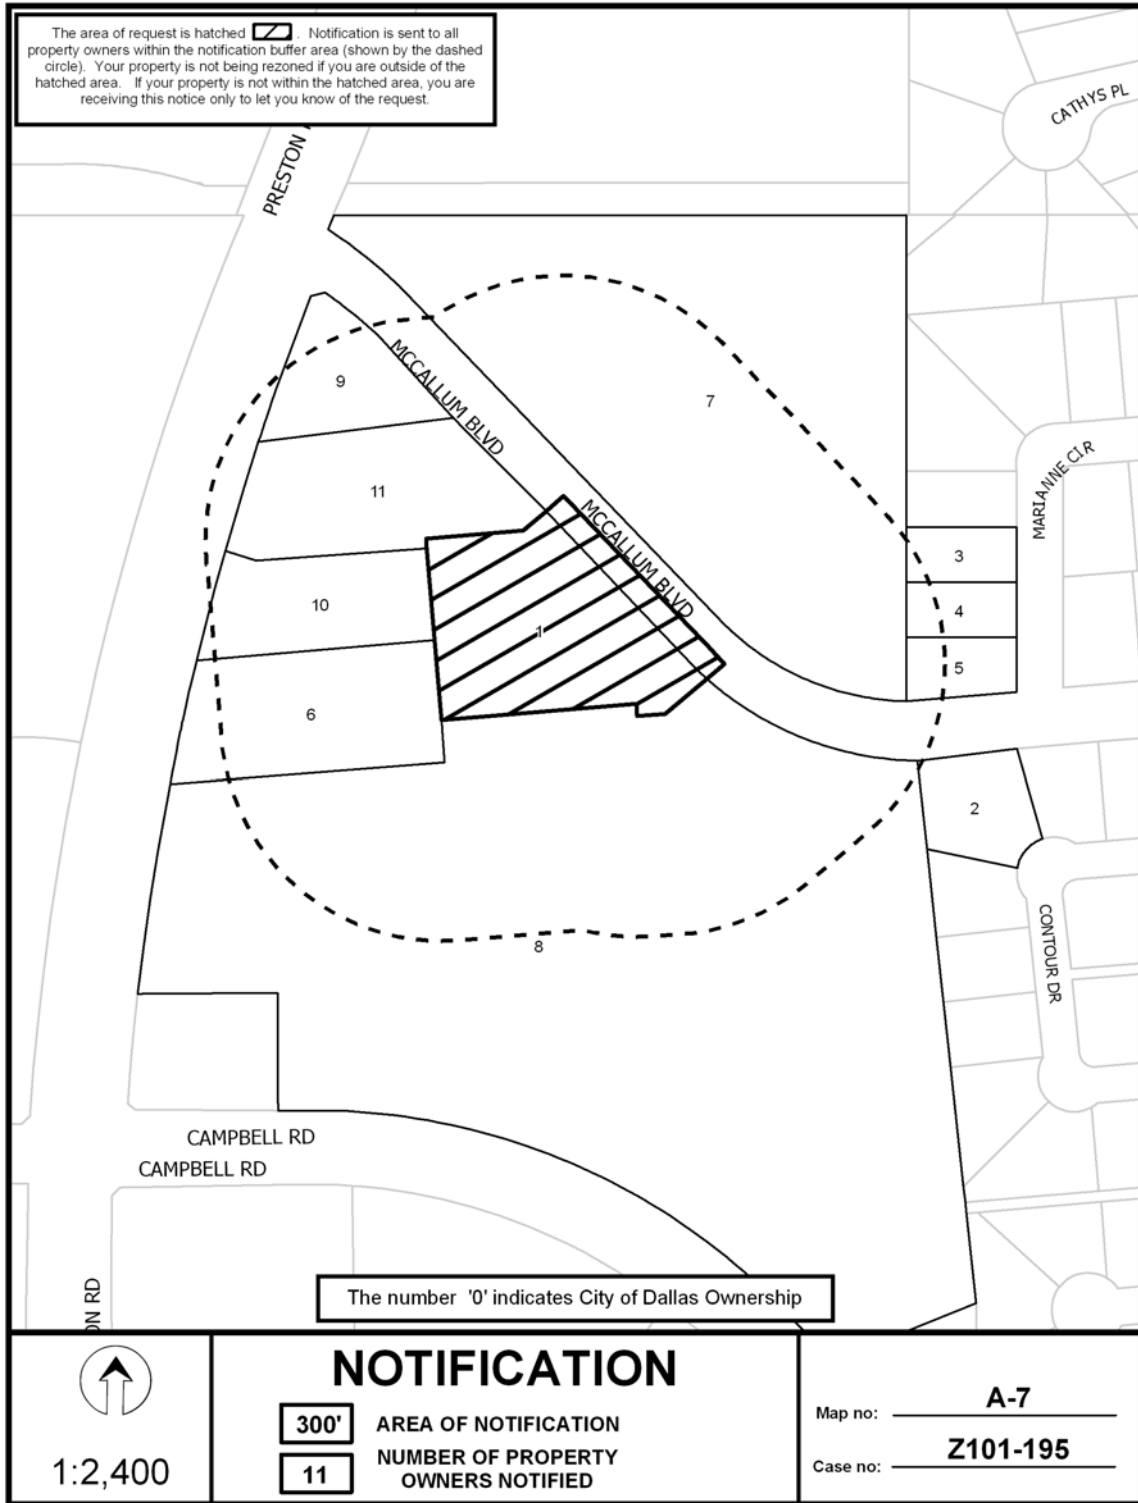 The area of request is hatched . Notification is sent to all
property owners within the notification buffer area (shown by the dashed
circle). Your property is not being rezoned if you are outside of the
hatched area. If your property is not within the hatched area, you are
receiving this notice only to let you know of the request.
CATHYS PL
PRESTON
MCCALLUM BLVD
9
7
11
MARIANNE CIR
MCCALLUM BLVD
3
10
4
1
5
6
2
8
CONTOUR DR
CAMPBELL RD
CAMPBELL RD
ON RD
The number '0' indicates City of Dallas Ownership
1:2,400
NOTIFICATION
300' AREA OF NOTIFICATION
11 NUMBER OF PROPERTY
OWNERS NOTIFIED
Map no: A-7
Case no: Z101-195